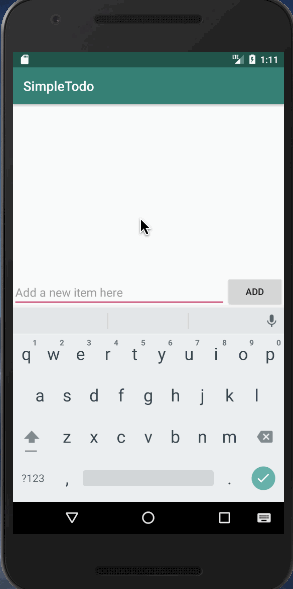 1:11
SimpleTodo
Add a new item here
ADD
1 2 3 4 5 6 7 8 9 0
q w e r t y u i o p
a s d f g h j k l
z x c v b n m
?123 , .